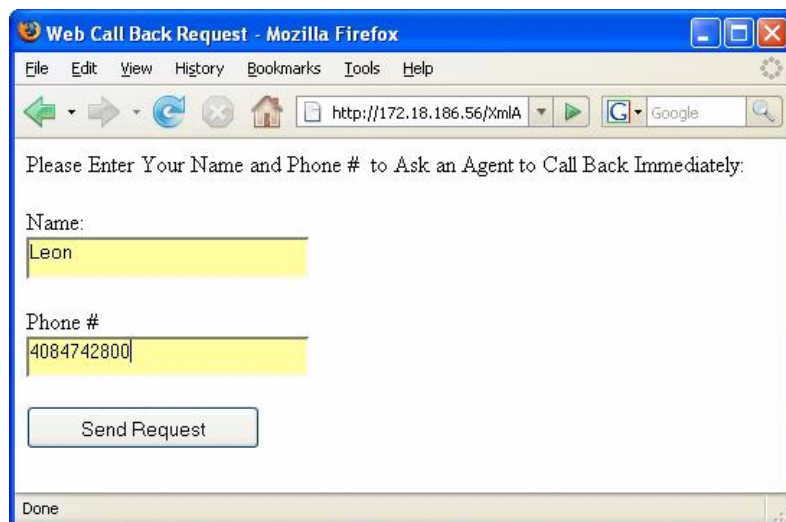 Web Call Back Request - Mozilla Firefox
File Edit View History Bookmarks Tools Help
http://172.18.186.56/XmlA G Google
Please Enter Your Name and Phone # to Ask an Agent to Call Back Immediately:
Name:
Leon
Phone #
4084742800
Send Request
Done